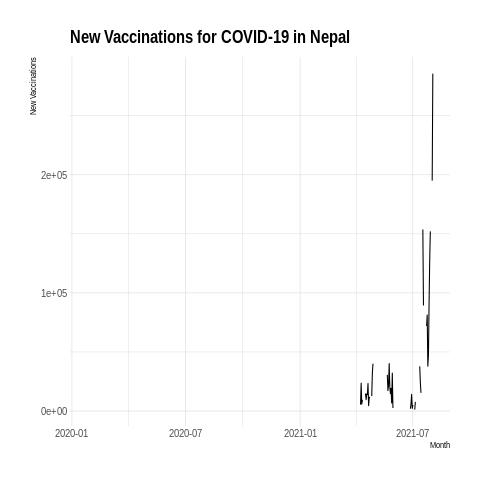 New Vaccinations for COVID-19 in Nepal
New Vaccinations
2e+05
1e+05
0e+00
2020-01 2020-07 2021-01 2021-07
Month